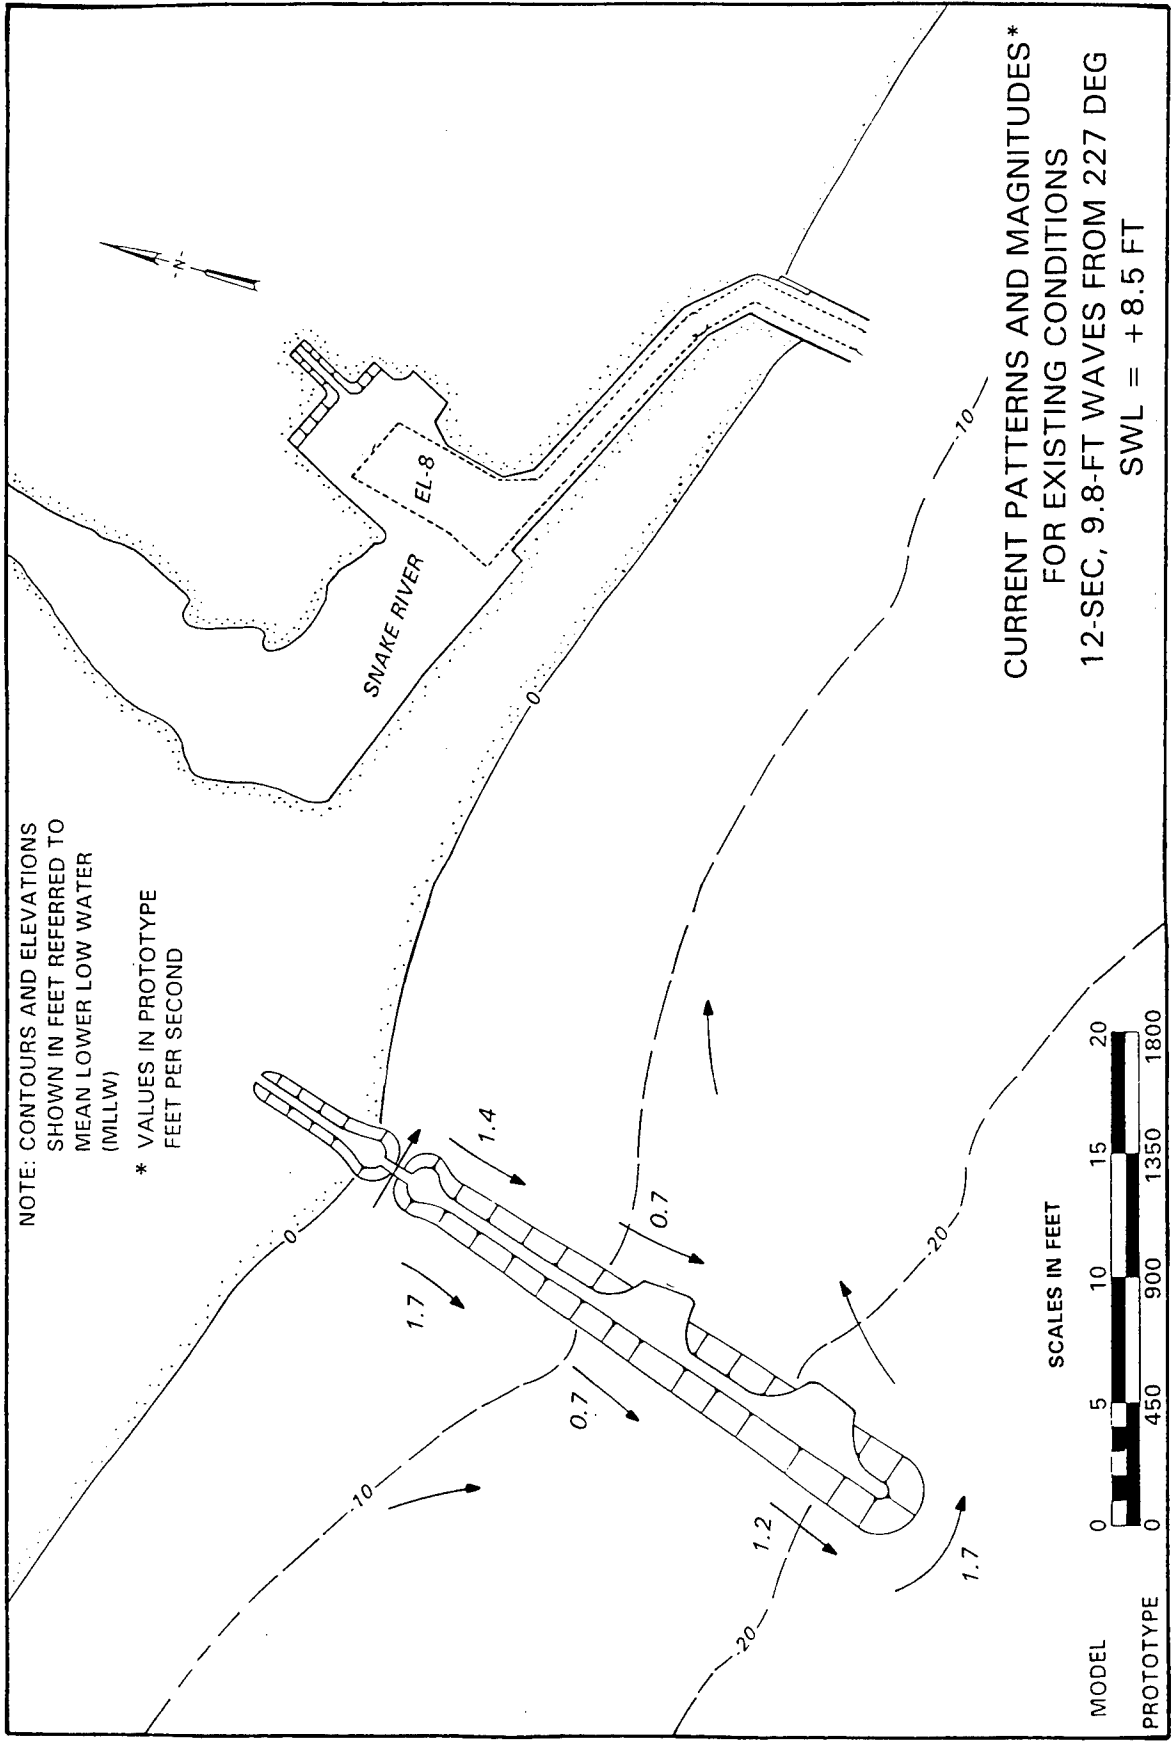 NOTE: CONTOURS AND ELEVATIONS
SHOWN IN FEET REFERRED TO
MEAN LOWER LOW WATER
(MLLW)
* VALUES IN PROTOTYPE
FEET PER SECOND
-N-
EL-8
SNAKE RIVER
0
0
-10
-10
-20
-20
1.4
1.7
0.7
0.7
1.2
1.7
SCALES IN FEET
MODEL 0 5 10 15 20
PROTOTYPE 0 450 900 1350 1800
CURRENT PATTERNS AND MAGNITUDES*
FOR EXISTING CONDITIONS
12-SEC, 9.8-FT WAVES FROM 227 DEG
SWL = +8.5 FT